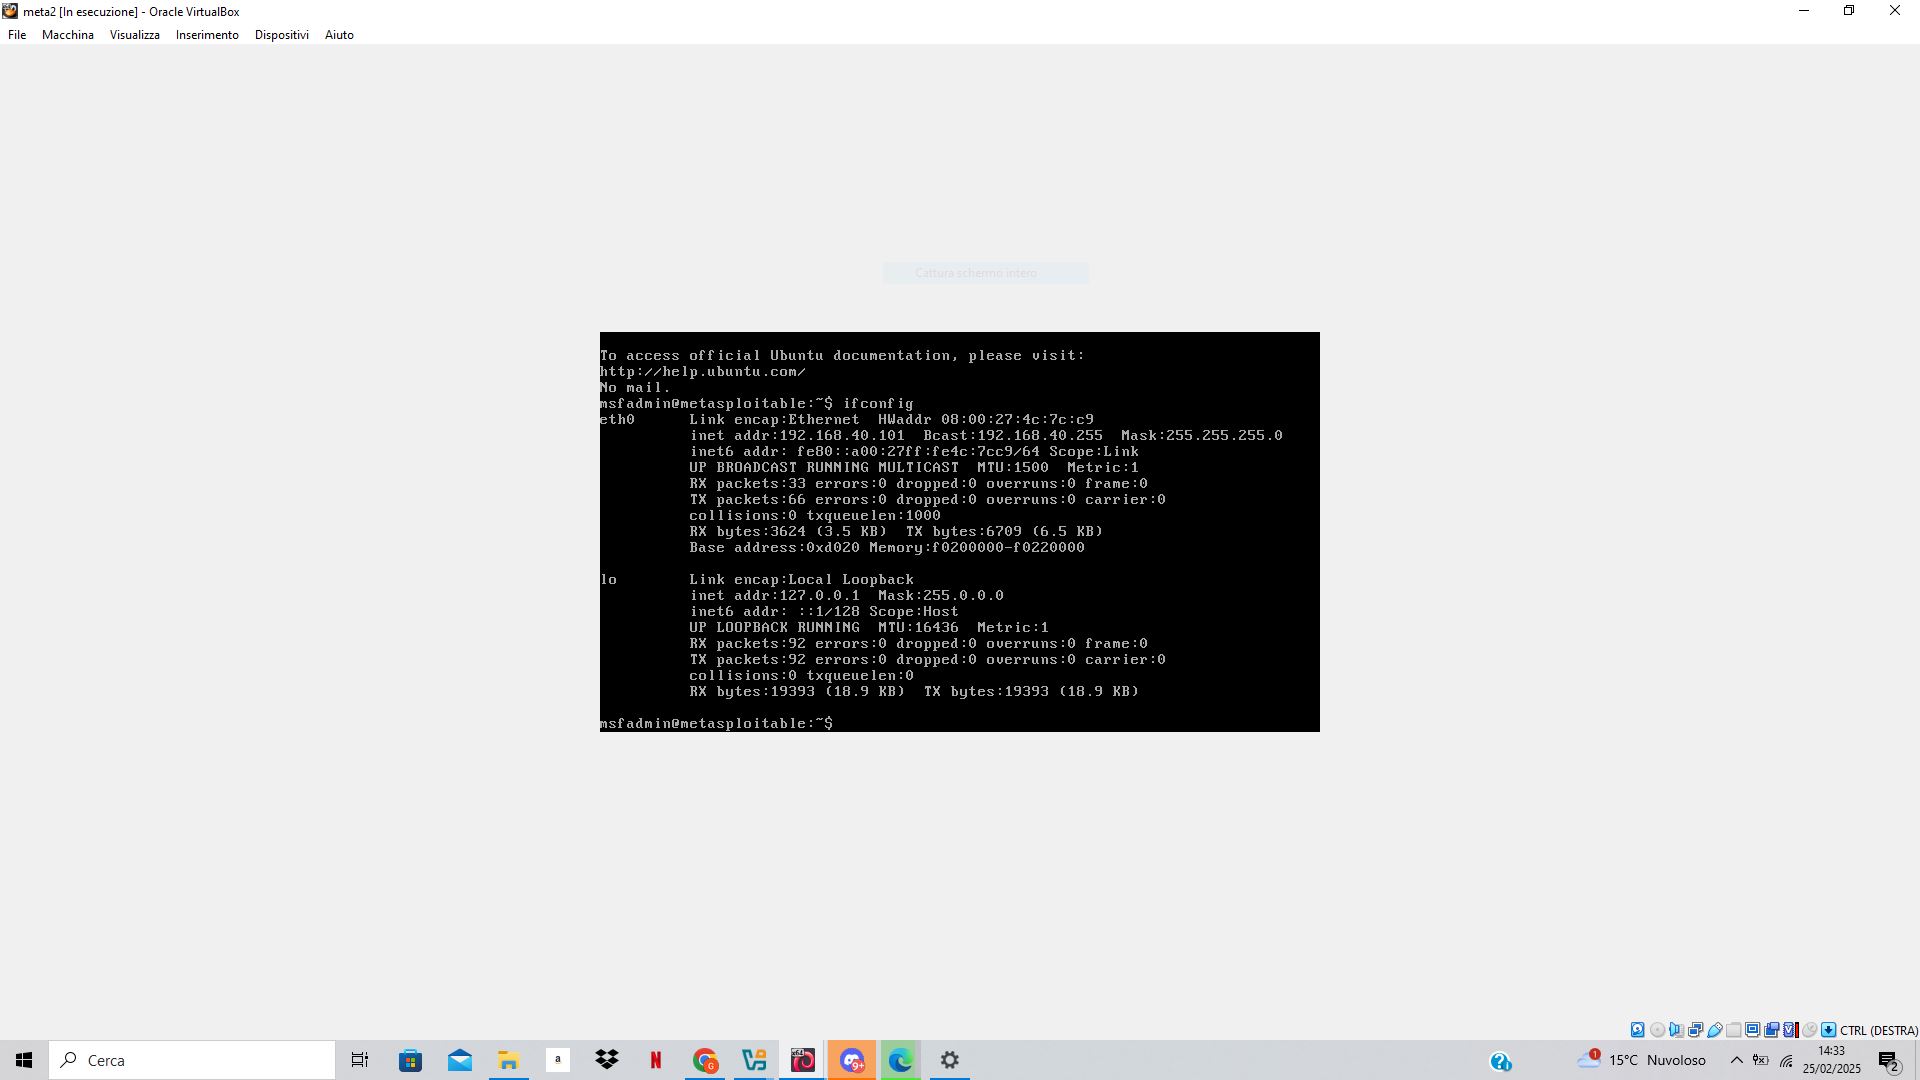 meta2 [In esecuzione] - Oracle VirtualBox
File Macchina Visualizza Inserimento Dispositivi Aiuto
Cattura schermo intero
To access official Ubuntu documentation, please visit:
http://help.ubuntu.com/
No mail.
msfadmin@metasploitable:~$ ifconfig
eth0 Link encap:Ethernet HWaddr 08:00:27:4c:7c:c9
inet addr:192.168.40.101 Bcast:192.168.40.255 Mask:255.255.255.0
inet6 addr: fe80::a00:27ff:fe4c:7cc9/64 Scope:Link
UP BROADCAST RUNNING MULTICAST MTU:1500 Metric:1
RX packets:33 errors:0 dropped:0 overruns:0 frame:0
TX packets:66 errors:0 dropped:0 overruns:0 carrier:0
collisions:0 txqueuelen:1000
RX bytes:3624 (3.5 KB) TX bytes:6709 (6.5 KB)
Base address:0xd020 Memory:f0200000-f0220000
lo Link encap:Local Loopback
inet addr:127.0.0.1 Mask:255.0.0.0
inet6 addr: ::1/128 Scope:Host
UP LOOPBACK RUNNING MTU:16436 Metric:1
RX packets:92 errors:0 dropped:0 overruns:0 frame:0
TX packets:92 errors:0 dropped:0 overruns:0 carrier:0
collisions:0 txqueuelen:0
RX bytes:19393 (18.9 KB) TX bytes:19393 (18.9 KB)
msfadmin@metasploitable:~$
CTRL (DESTRA)
Cerca
a
N
G
x64
9+
1
15°C Nuvoloso
14:33
25/02/2025
2